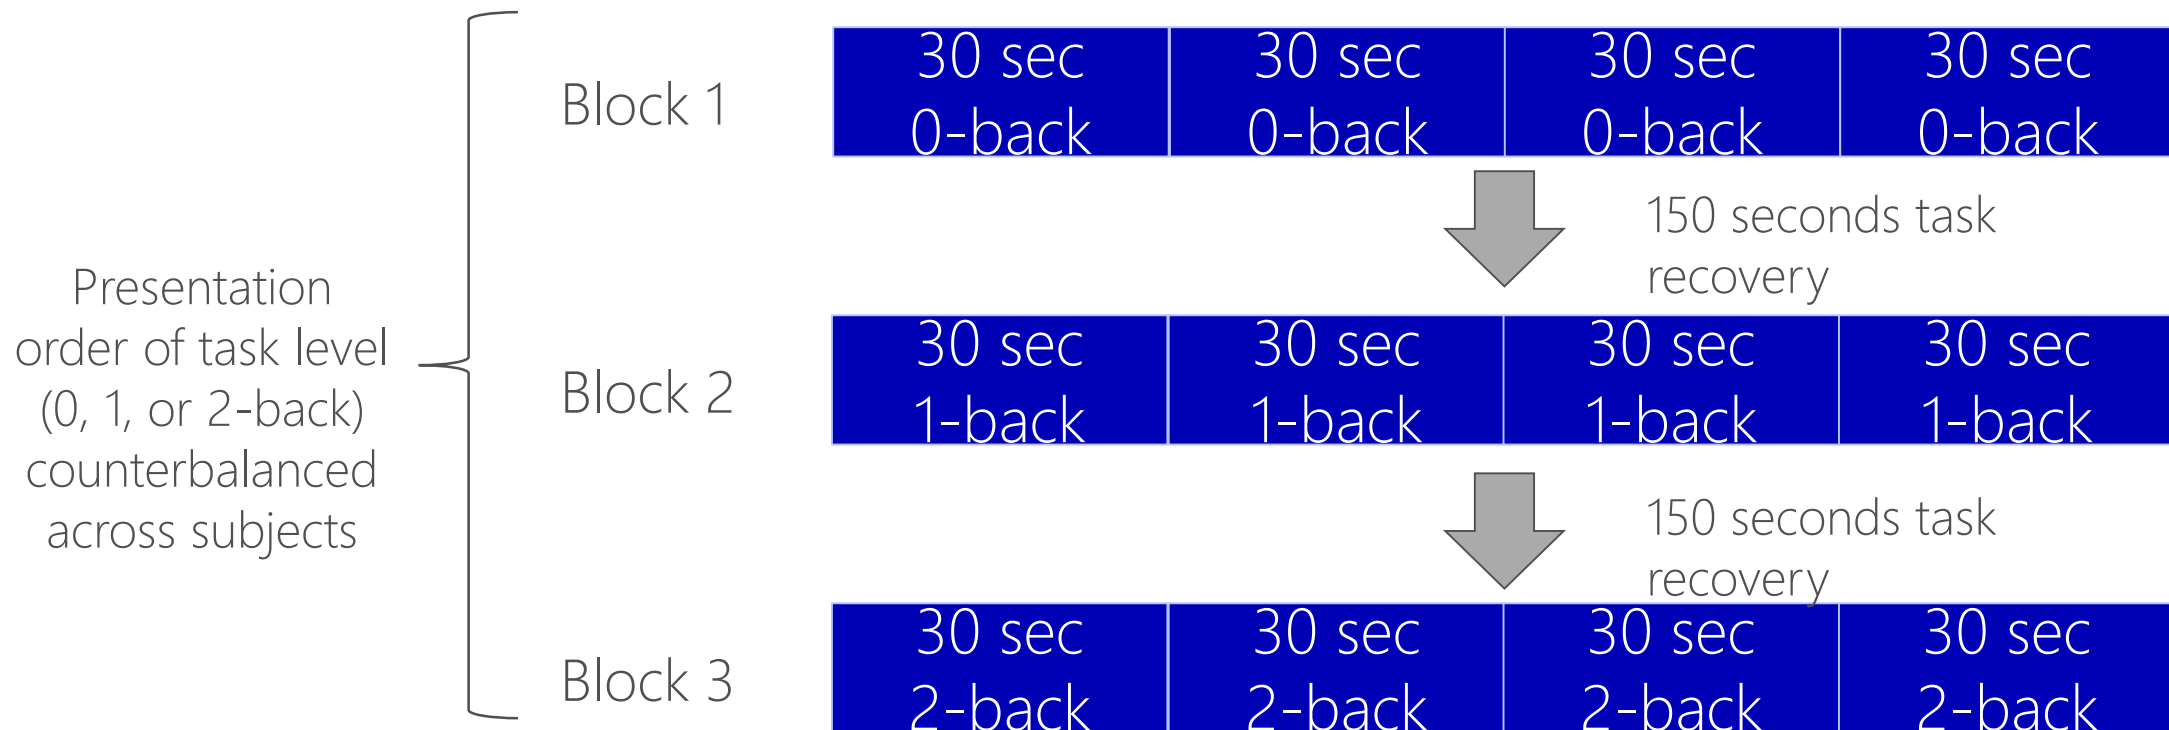 Presentation
order of task level
(0, 1, or 2-back)
counterbalanced
across subjects
Block 1
30 sec
0-back
30 sec
0-back
30 sec
0-back
30 sec
0-back
150 seconds task
recovery
Block 2
30 sec
1-back
30 sec
1-back
30 sec
1-back
30 sec
1-back
150 seconds task
recovery
Block 3
30 sec
2-back
30 sec
2-back
30 sec
2-back
30 sec
2-back